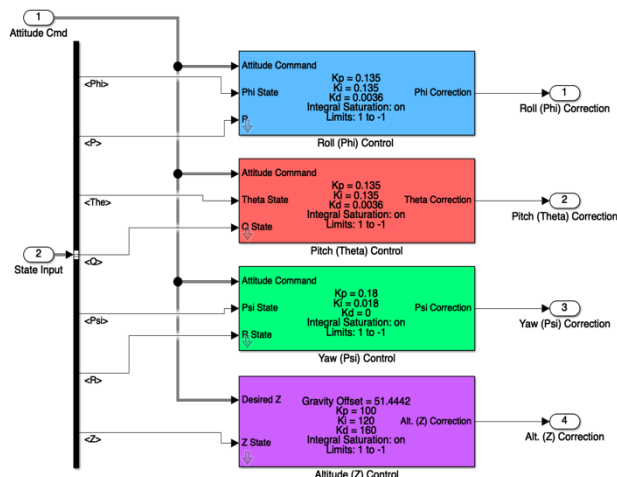 1
Attitude Cmd
Attitude Command
Kp = 0.135
<Phi>
Phi State
Ki = 0.135
Phi Correction
1
Kd = 0.0036
Roll (Phi) Correction
Integral Saturation: on
<P>
P
Limits: 1 to -1
Roll (Phi) Control
Attitude Command
Kp = 0.135
<The>
Theta State
Ki = 0.135
Theta Correction
2
Kd = 0.0036
Pitch (Theta) Correction
Integral Saturation: on
Q State
Limits: 1 to -1
2
<Q>
Pitch (Theta) Control
State Input
Attitude Command
Kp = 0.18
Psi State
Ki = 0.018
Psi Correction
3
<Psi>
Kd = 0
Yaw (Psi) Correction
Integral Saturation: on
R State
Limits: 1 to -1
Yaw (Psi) Control
<R>
Desired Z
Gravity Offset = 51.4442
Kp = 100
Ki = 120
Alt. (Z) Correction
4
Kd = 160
Alt. (Z) Correction
<Z>
Z State
Integral Saturation: on
Limits: 1 to -1
Altitude (Z) Control